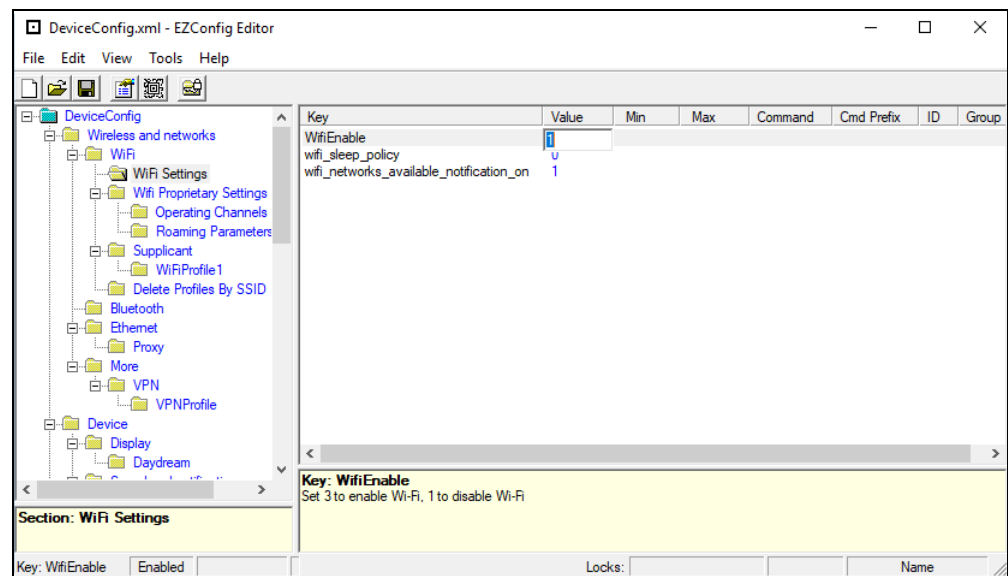 DeviceConfig.xml - EZConfig Editor
File Edit View Tools Help
DeviceConfig
Wireless and networks
WiFi
WiFi Settings
Wifi Proprietary Settings
Operating Channels
Roaming Parameters
Supplicant
WiFiProfile1
Delete Profiles By SSID
Bluetooth
Ethernet
Proxy
More
VPN
VPNProfile
Device
Display
Daydream
Section: WiFi Settings
Key Value Min Max Command Cmd Prefix ID Group
WifiEnable 1
wifi_sleep_policy 0
wifi_networks_available_notification_on 1
Key: WifiEnable
Set 3 to enable Wi-Fi, 1 to disable Wi-Fi
Key: WifiEnable Enabled Locks: Name